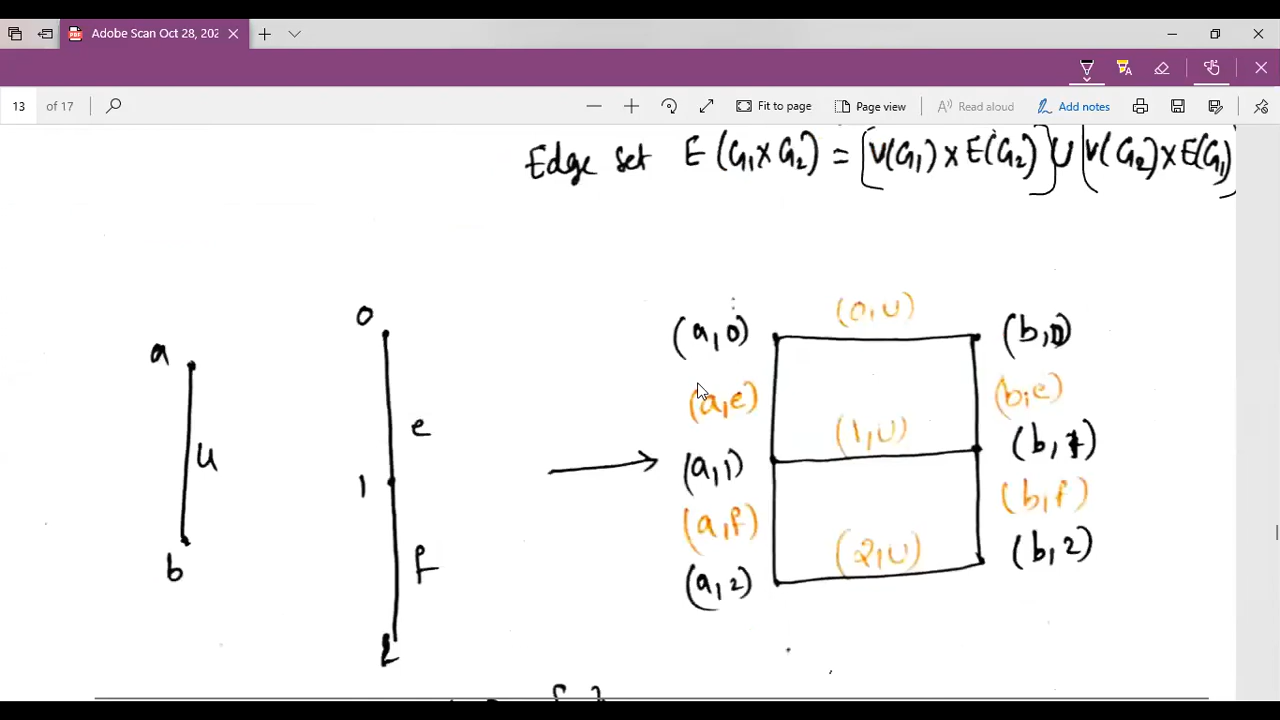 Adobe Scan Oct 28, 202
13 of 17
Fit to page
Page view
Read aloud
Add notes
Edge set E (G₁×G₂) = [V(G₁)×E(G₂)] U [V(G₂)×E(G₁)
0
a
e
u
1
b
f
2
(0,u)
(a,0)
(b,0)
(a,e)
(b,e)
(1,u)
(b,1)
(a,1)
(b,f)
(a,f)
(2,u)
(b,2)
(a,2)